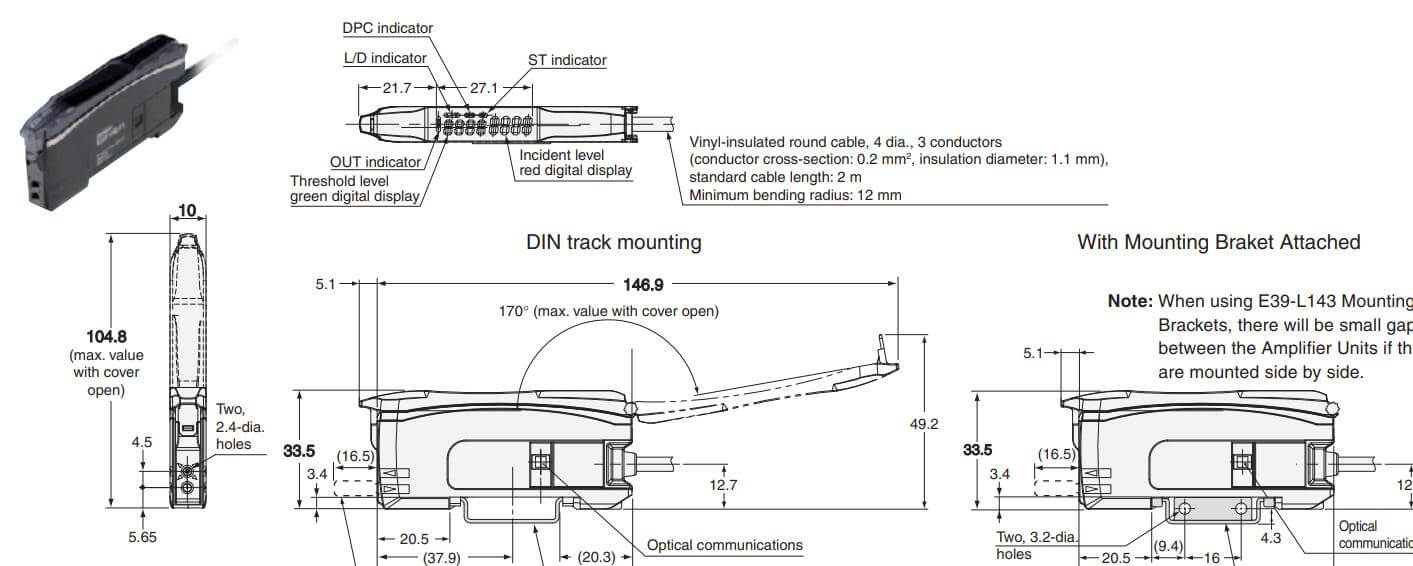 DPC indicator
L/D indicator
ST indicator
21.7
27.1
OUT indicator
Threshold level
green digital display
Incident level
red digital display
Vinyl-insulated round cable, 4 dia., 3 conductors
(conductor cross-section: 0.2 mm², insulation diameter: 1.1 mm),
standard cable length: 2 m
Minimum bending radius: 12 mm
10
104.8
(max. value
with cover
open)
Two,
2.4-dia.
holes
4.5
5.65
DIN track mounting
5.1
146.9
170° (max. value with cover open)
49.2
33.5
(16.5)
3.4
12.7
20.5
(37.9)
(20.3)
Optical communications
With Mounting Braket Attached
Note: When using E39-L143 Mounting
Brackets, there will be small gap
between the Amplifier Units if th
are mounted side by side.
5.1
33.5
(16.5)
3.4
12
Two, 3.2-dia.
holes
20.5
(9.4)
16
4.3
Optical
communicatio